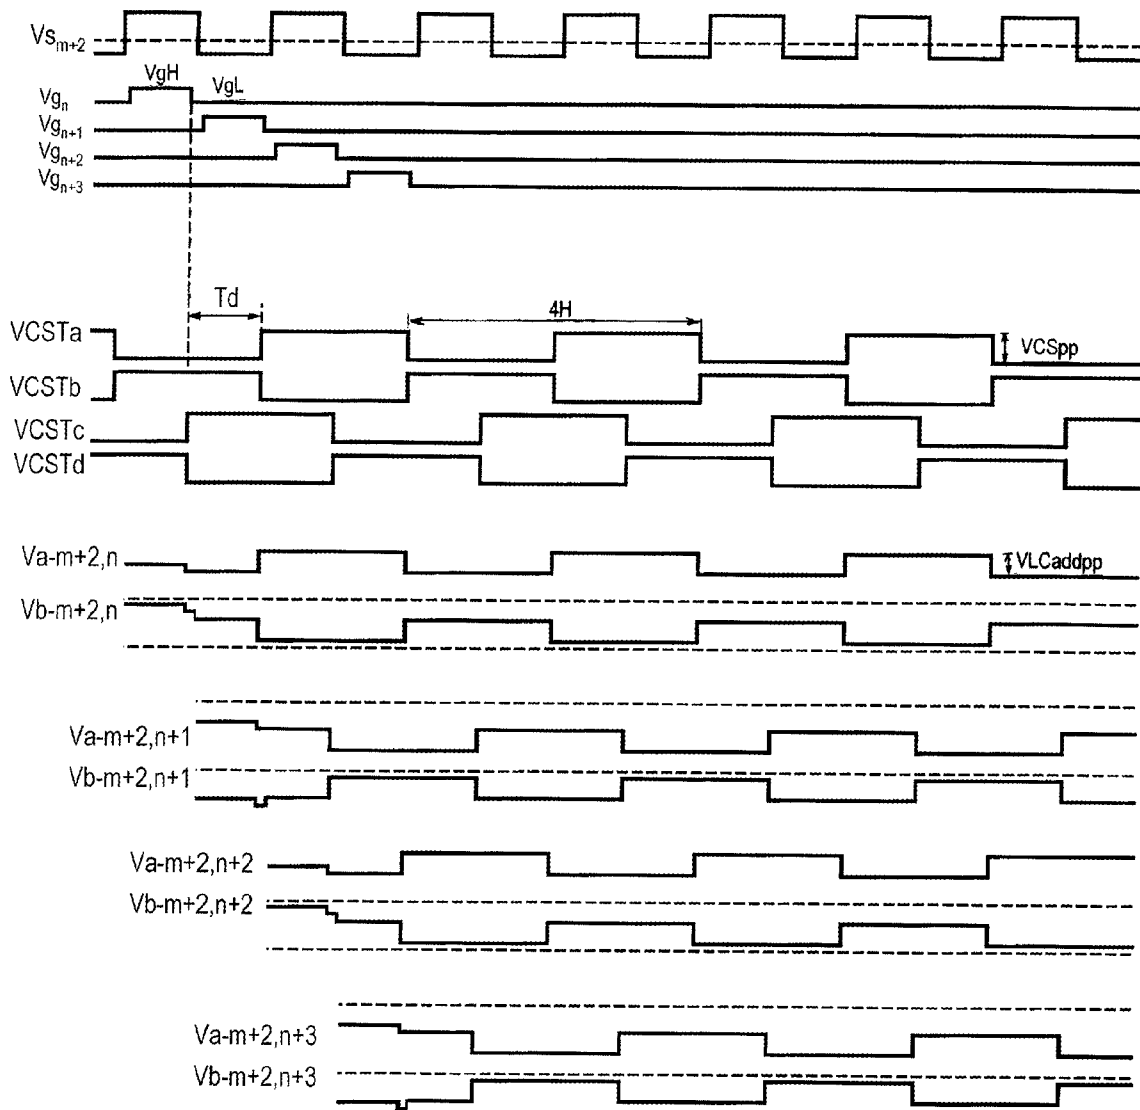 Vsm+2
VgH
VgL
Vgn
Vgn+1
Vgn+2
Vgn+3
Td
4H
VCSTa
VCSpp
VCSTb
VCSTc
VCSTd
Va-m+2,n
VLCaddpp
Vb-m+2,n
Va-m+2,n+1
Vb-m+2,n+1
Va-m+2,n+2
Vb-m+2,n+2
Va-m+2,n+3
Vb-m+2,n+3